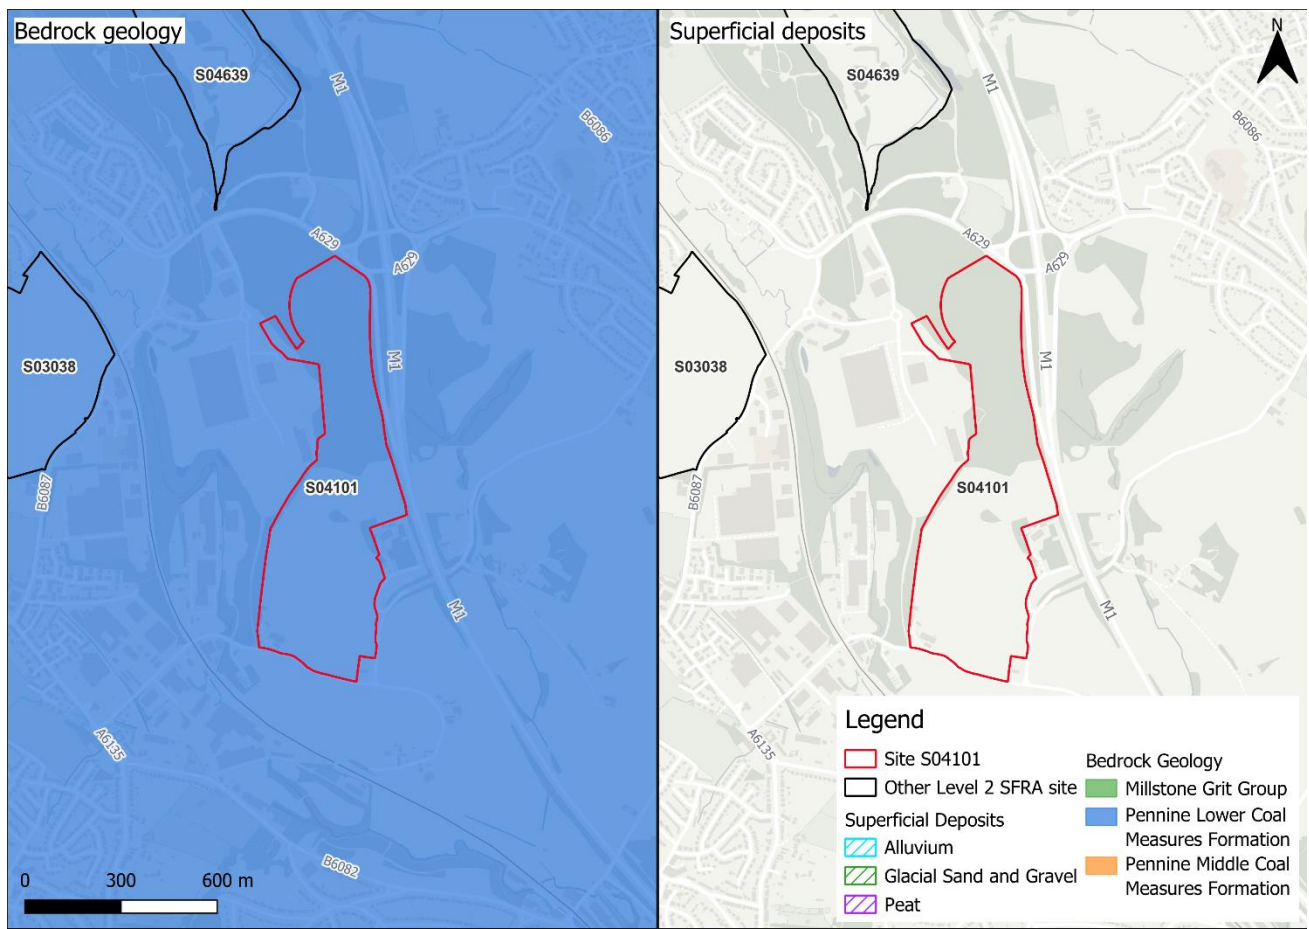 Bedrock geology
S04639
M1
B6086
A629
A629
S03038
M1
S04101
B6087
M1
A6135
B6082
0 300 600 m
Superficial deposits
N
S04639
M1
B6086
A629
A629
S03038
M1
S04101
B6087
M1
A6135
Legend
Site S04101
Other Level 2 SFRA site
Superficial Deposits
Alluvium
Glacial Sand and Gravel
Peat
Bedrock Geology
Millstone Grit Group
Pennine Lower Coal
Measures Formation
Pennine Middle Coal
Measures Formation